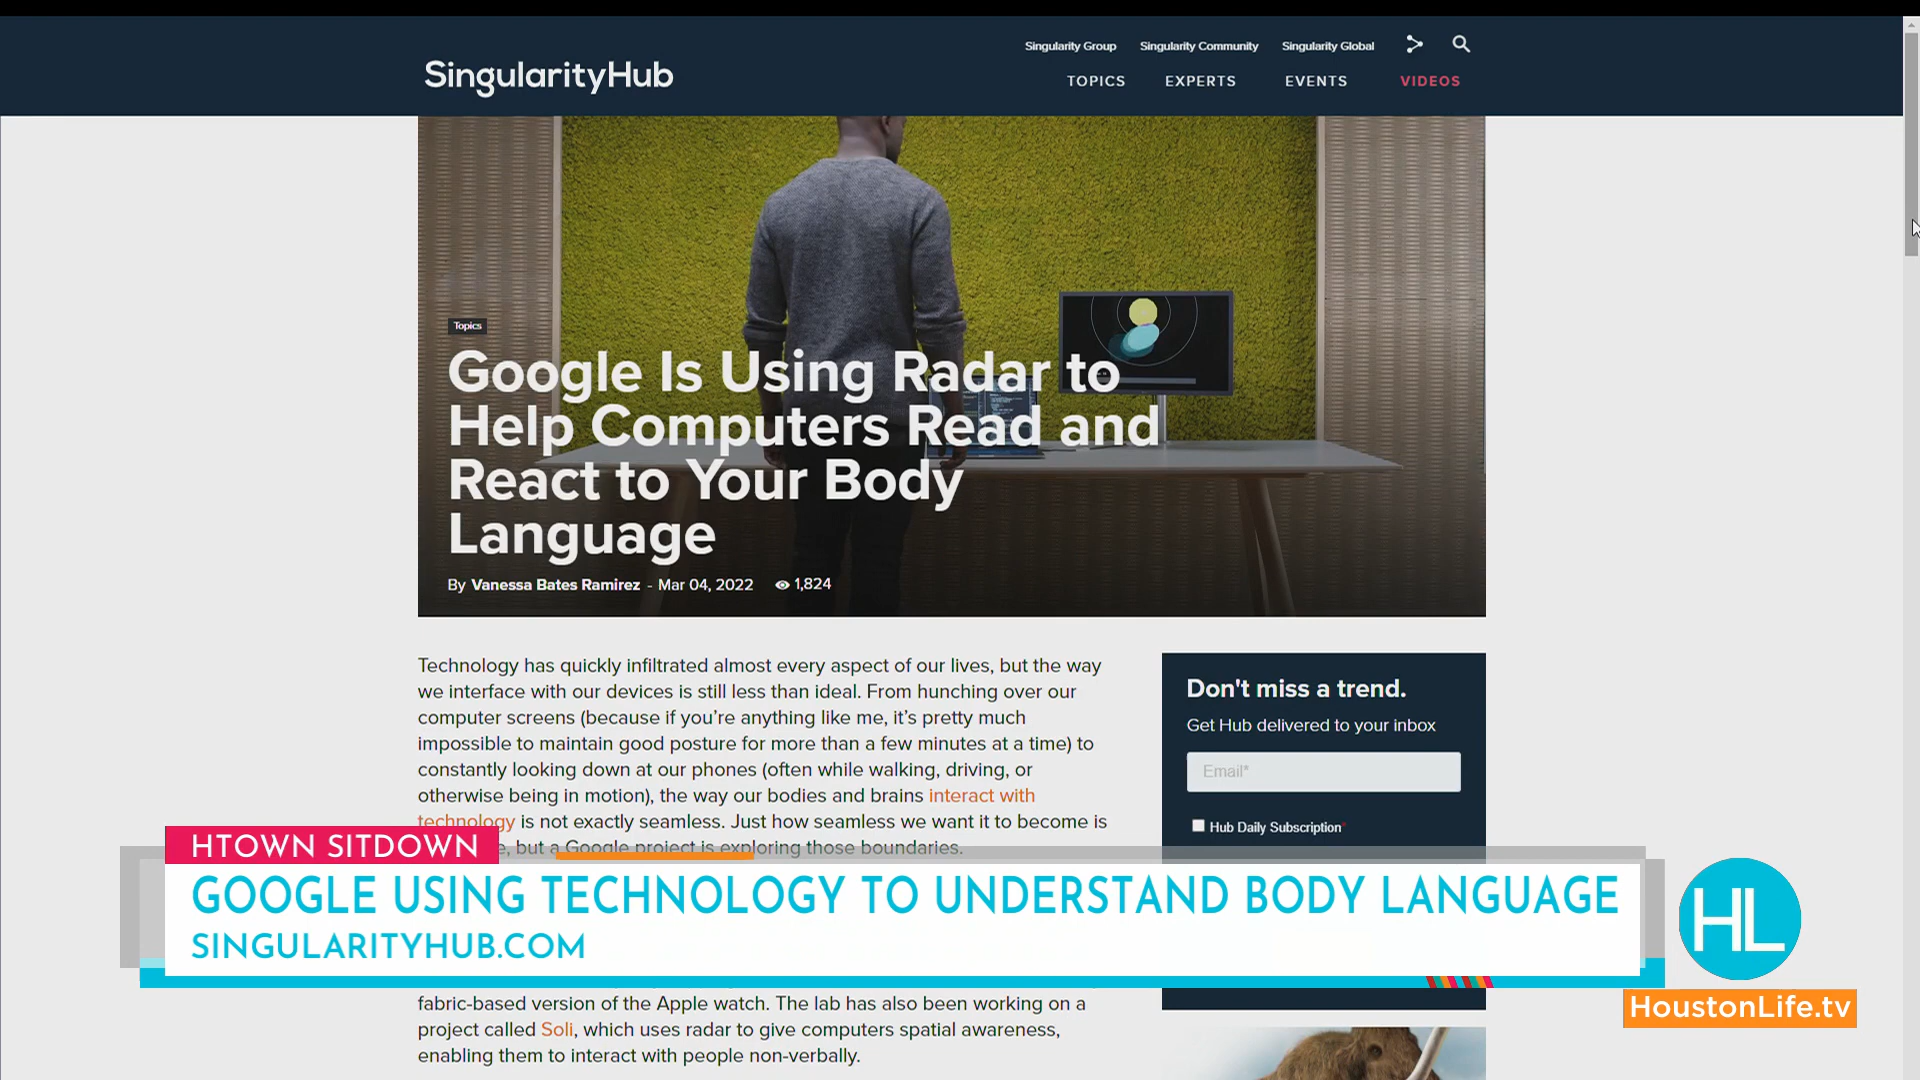 Singularity Group Singularity Community Singularity Global
SingularityHub
TOPICS EXPERTS EVENTS VIDEOS
Topics
Google Is Using Radar to
Help Computers Read and
React to Your Body
Language
By Vanessa Bates Ramirez - Mar 04, 2022 1,824
Technology has quickly infiltrated almost every aspect of our lives, but the way
we interface with our devices is still less than ideal. From hunching over our
computer screens (because if you're anything like me, it's pretty much
impossible to maintain good posture for more than a few minutes at a time) to
constantly looking down at our phones (often while walking, driving, or
otherwise being in motion), the way our bodies and brains interact with
technology is not exactly seamless. Just how seamless we want it to become is
but a Google project is exploring those boundaries.
Don't miss a trend.
Get Hub delivered to your inbox
Email*
Hub Daily Subscription*
HTOWN SITDOWN
GOOGLE USING TECHNOLOGY TO UNDERSTAND BODY LANGUAGE
SINGULARITYHUB.COM
HL
HoustonLife.tv
fabric-based version of the Apple watch. The lab has also been working on a
project called Soli, which uses radar to give computers spatial awareness,
enabling them to interact with people non-verbally.